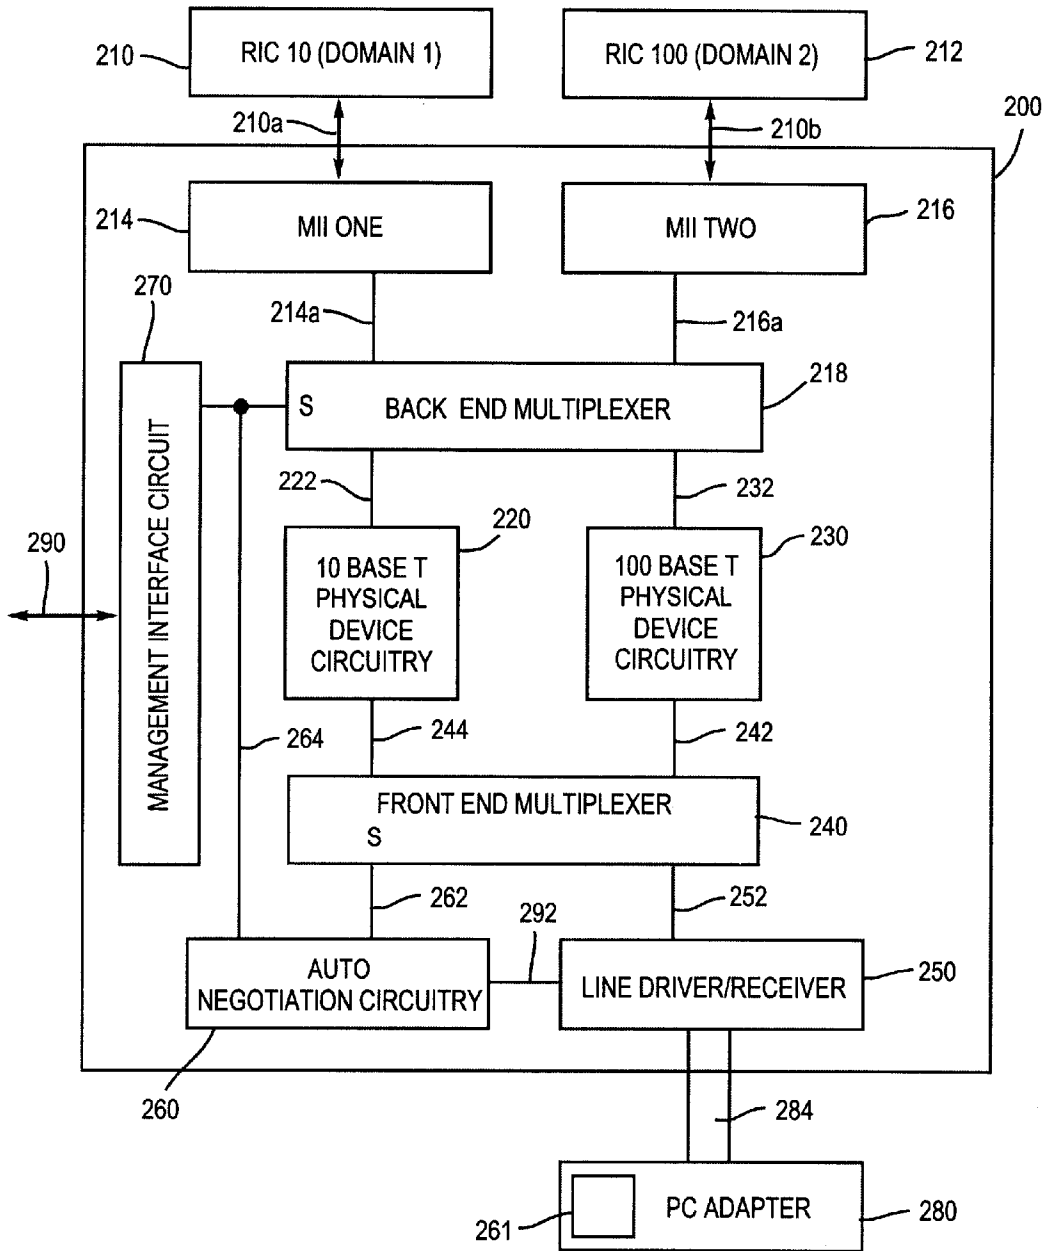 RIC 10 (DOMAIN 1)
RIC 100 (DOMAIN 2)
210
212
210a
210b
200
214
MII ONE
MII TWO
216
270
214a
216a
218
S
BACK END MULTIPLEXER
MANAGEMENT INTERFACE CIRCUIT
222
232
220
230
290
10 BASE T
PHYSICAL
DEVICE
CIRCUITRY
100 BASE T
PHYSICAL
DEVICE
CIRCUITRY
264
244
242
FRONT END MULTIPLEXER
S
240
262
252
292
AUTO
NEGOTIATION CIRCUITRY
LINE DRIVER/RECEIVER
250
260
284
261
PC ADAPTER
280